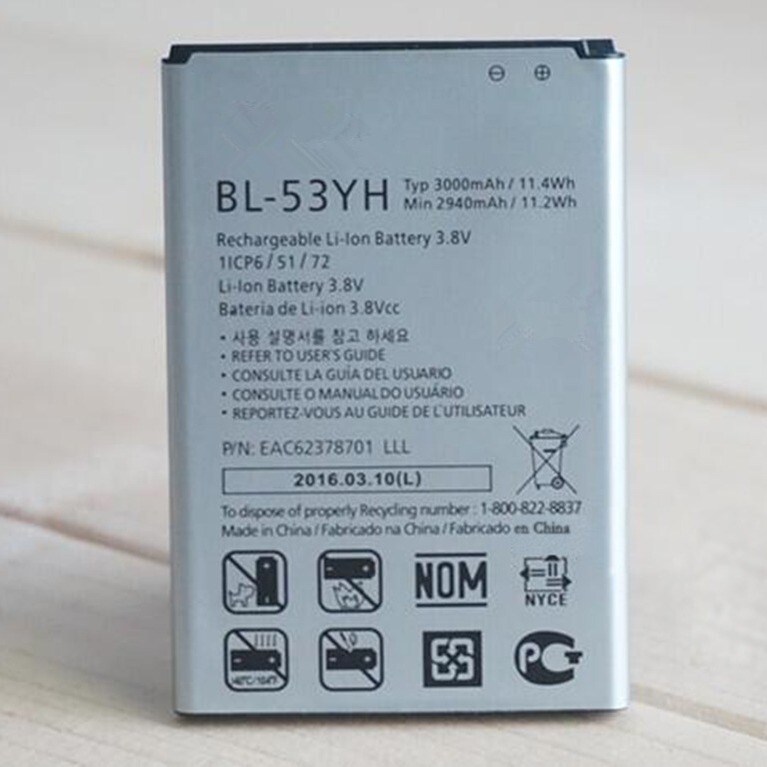 ⊖ ⊕
BL-53YH
Typ 3000mAh / 11.4Wh
Min 2940mAh / 11.2Wh
Rechargeable Li-Ion Battery 3.8V
1ICP6 / 51 / 72
Li-Ion Battery 3.8V
Bateria de Li-ion 3.8Vcc
• 사용 설명서를 참고 하세요
• REFER TO USER'S GUIDE
• CONSULTE LA GUÍA DEL USUARIO
• CONSULTE O MANUAL DO USUÁRIO
• REPORTEZ-VOUS AU GUIDE DE L'UTILISATEUR
P/N: EAC62378701 LLL
2016.03.10(L)
To dispose of properly Recycling number : 1-800-822-8837
Made in China / Fabricado na China / Fabricado en China
NOM
NYCE
PCT